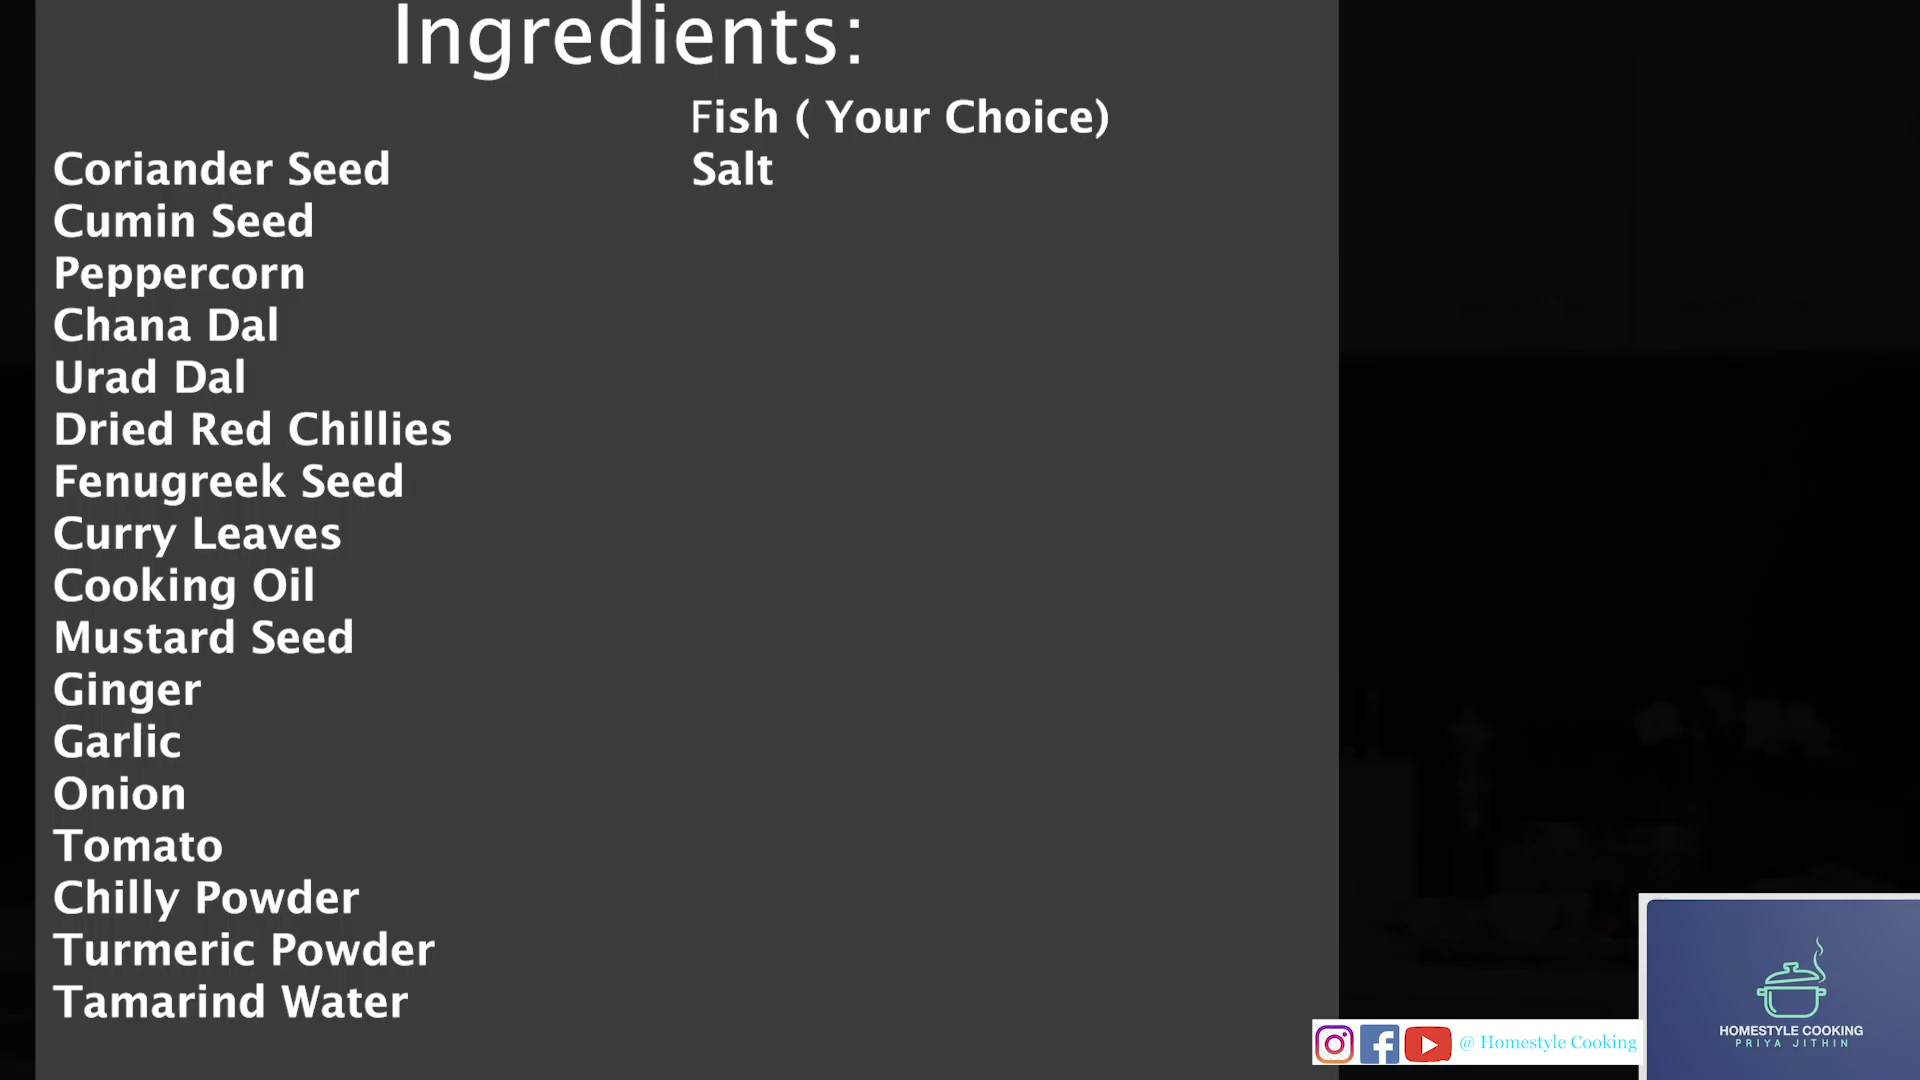 Ingredients:
Coriander Seed
Cumin Seed
Peppercorn
Chana Dal
Urad Dal
Dried Red Chillies
Fenugreek Seed
Curry Leaves
Cooking Oil
Mustard Seed
Ginger
Garlic
Onion
Tomato
Chilly Powder
Turmeric Powder
Tamarind Water
Fish ( Your Choice)
Salt
@ Homestyle Cooking
HOMESTYLE COOKING
PRIYA JITHIN